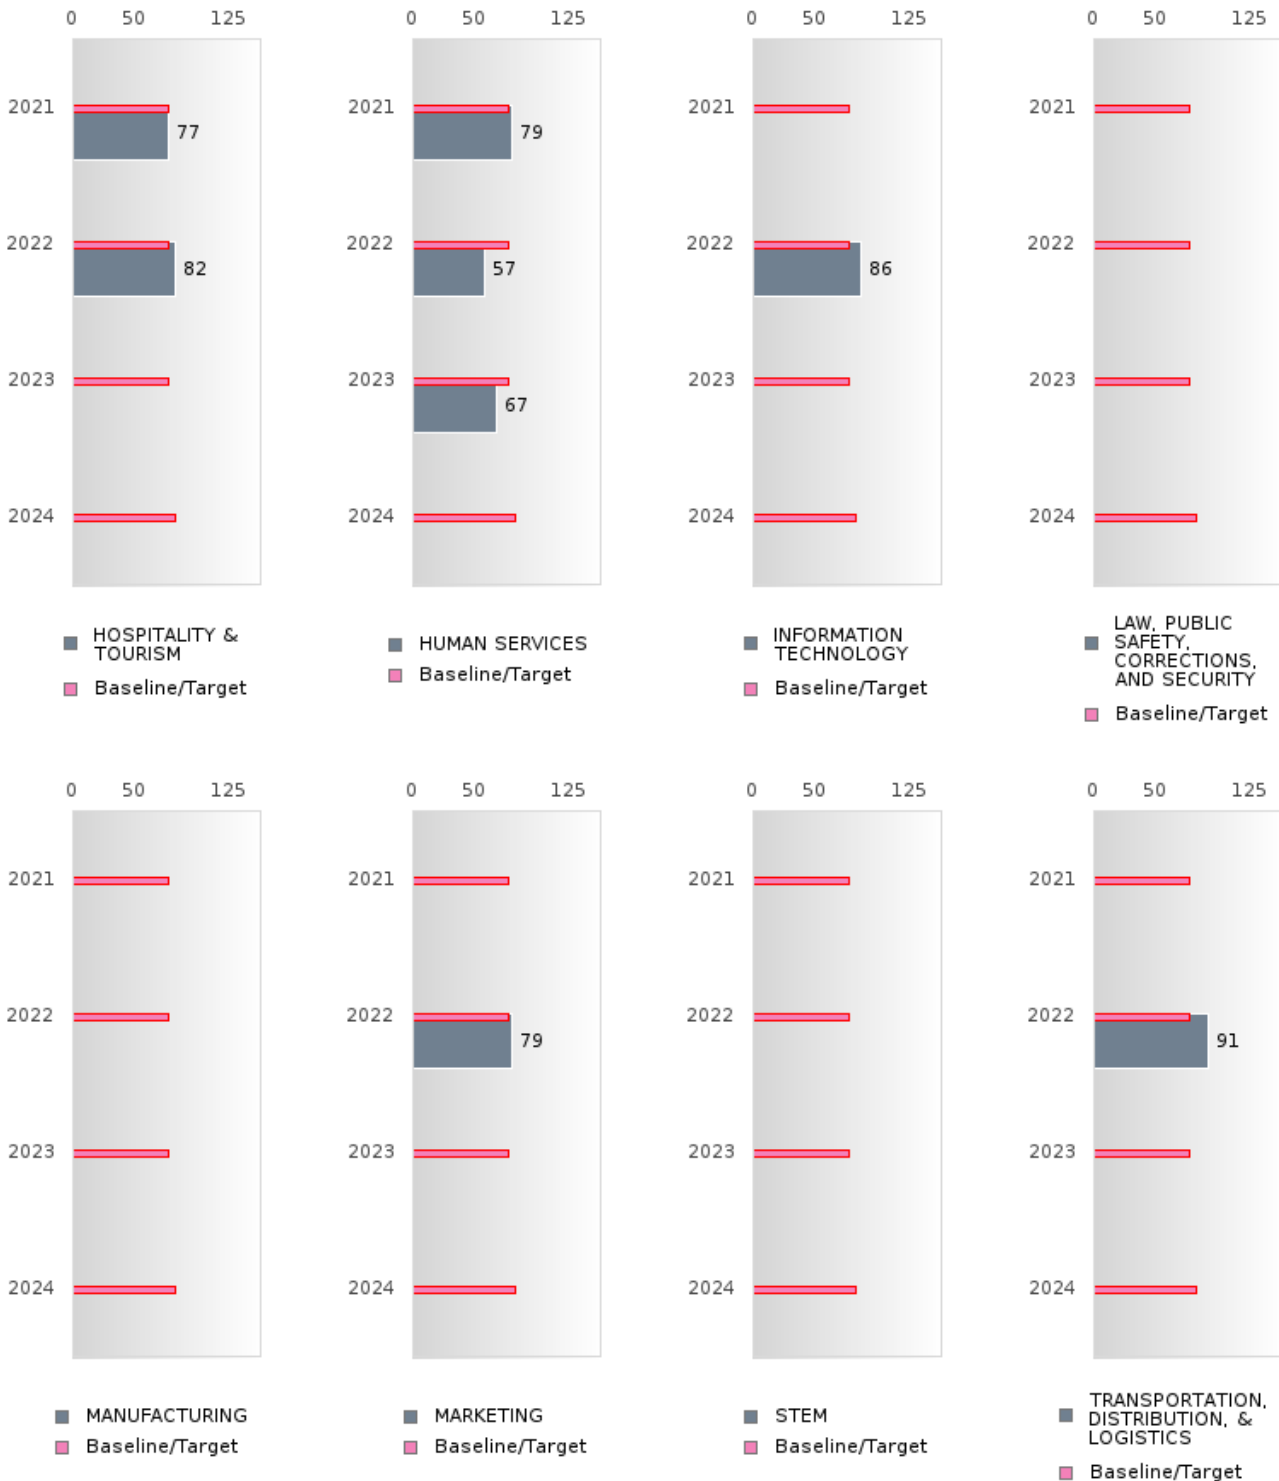 0 50 125
2021
77
2022
82
2023
2024
HOSPITALITY &
TOURISM
Baseline/Target
0 50 125
2021
79
2022
57
2023
67
2024
HUMAN SERVICES
Baseline/Target
0 50 125
2021
2022
86
2023
2024
INFORMATION
TECHNOLOGY
Baseline/Target
0 50 125
2021
2022
2023
2024
LAW, PUBLIC
SAFETY,
CORRECTIONS,
AND SECURITY
Baseline/Target
0 50 125
2021
2022
2023
2024
MANUFACTURING
Baseline/Target
0 50 125
2021
2022
79
2023
2024
MARKETING
Baseline/Target
0 50 125
2021
2022
2023
2024
STEM
Baseline/Target
0 50 125
2021
2022
91
2023
2024
TRANSPORTATION,
DISTRIBUTION, &
LOGISTICS
Baseline/Target